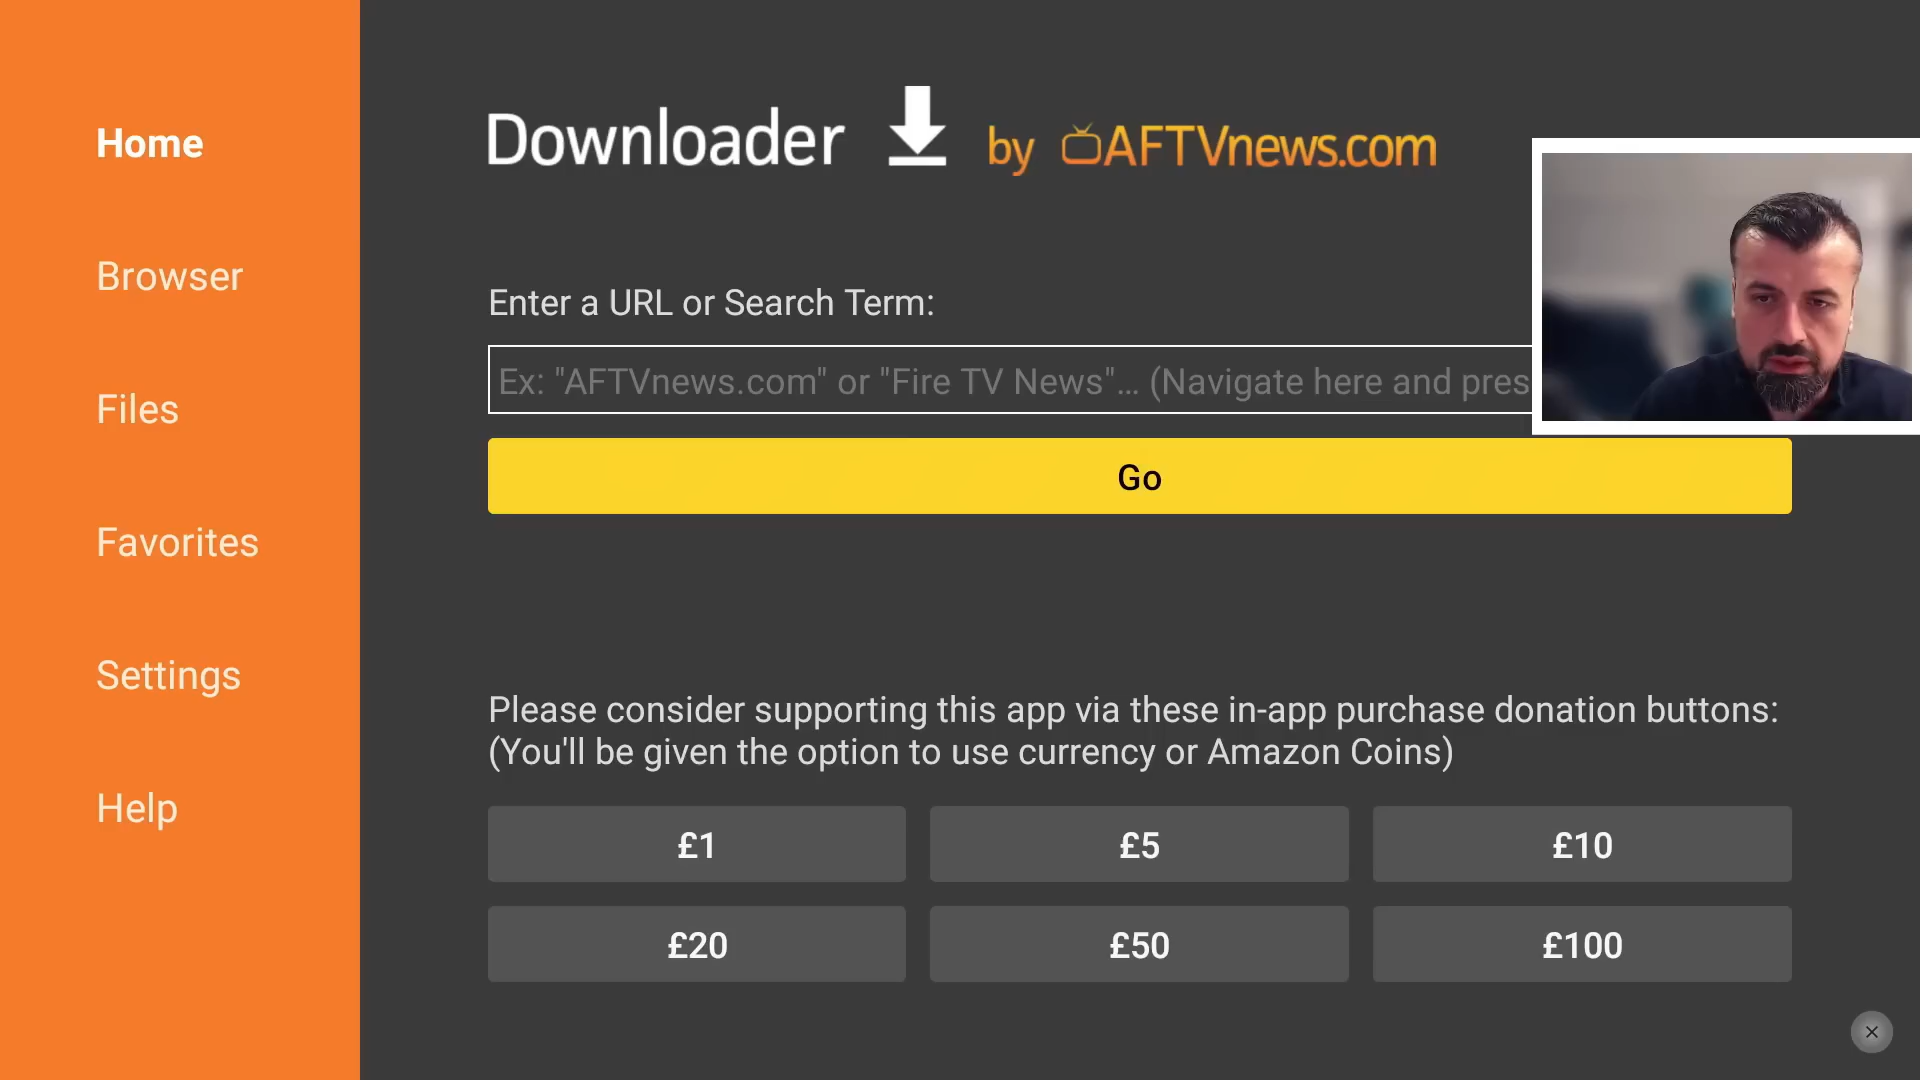 Home
Browser
Files
Favorites
Settings
Help
Downloader by AFTVnews.com
Enter a URL or Search Term:
Ex: "AFTVnews.com" or "Fire TV News"... (Navigate here and pres
Go
Please consider supporting this app via these in-app purchase donation buttons:
(You'll be given the option to use currency or Amazon Coins)
£1 £5 £10
£20 £50 £100